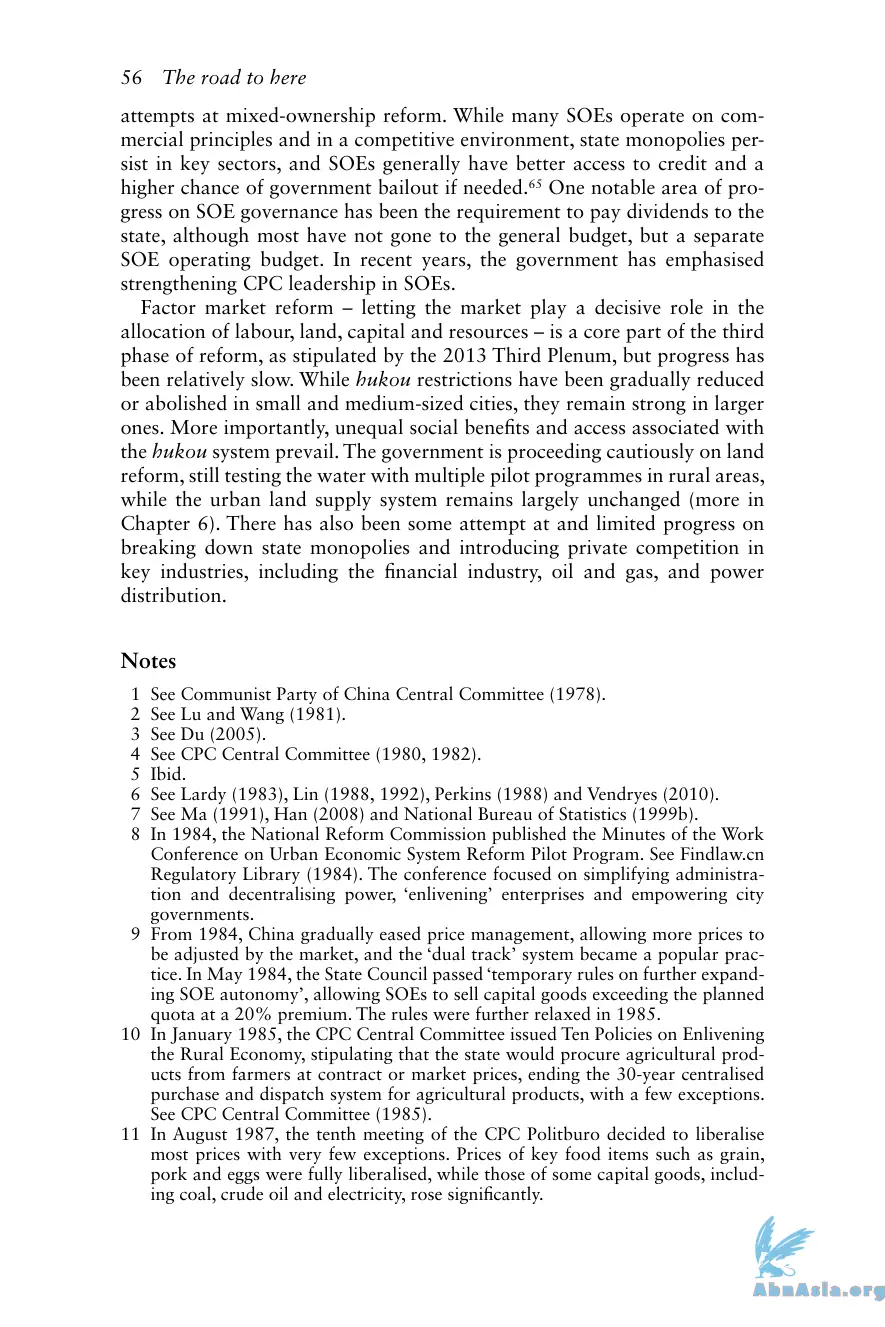 56 The road to here
attempts at mixed-ownership reform. While many SOEs operate on com-
mercial principles and in a competitive environment, state monopolies per-
sist in key sectors, and SOEs generally have better access to credit and a
higher chance of government bailout if needed.65 One notable area of pro-
gress on SOE governance has been the requirement to pay dividends to the
state, although most have not gone to the general budget, but a separate
SOE operating budget. In recent years, the government has emphasised
strengthening CPC leadership in SOEs.
Factor market reform – letting the market play a decisive role in the
allocation of labour, land, capital and resources – is a core part of the third
phase of reform, as stipulated by the 2013 Third Plenum, but progress has
been relatively slow. While hukou restrictions have been gradually reduced
or abolished in small and medium-sized cities, they remain strong in larger
ones. More importantly, unequal social benefits and access associated with
the hukou system prevail. The government is proceeding cautiously on land
reform, still testing the water with multiple pilot programmes in rural areas,
while the urban land supply system remains largely unchanged (more in
Chapter 6). There has also been some attempt at and limited progress on
breaking down state monopolies and introducing private competition in
key industries, including the financial industry, oil and gas, and power
distribution.
Notes
1 See Communist Party of China Central Committee (1978).
2 See Lu and Wang (1981).
3 See Du (2005).
4 See CPC Central Committee (1980, 1982).
5 Ibid.
6 See Lardy (1983), Lin (1988, 1992), Perkins (1988) and Vendryes (2010).
7 See Ma (1991), Han (2008) and National Bureau of Statistics (1999b).
8 In 1984, the National Reform Commission published the Minutes of the Work
Conference on Urban Economic System Reform Pilot Program. See Findlaw.cn
Regulatory Library (1984). The conference focused on simplifying administra-
tion and decentralising power, ‘enlivening’ enterprises and empowering city
governments.
9 From 1984, China gradually eased price management, allowing more prices to
be adjusted by the market, and the ‘dual track’ system became a popular prac-
tice. In May 1984, the State Council passed ‘temporary rules on further expand-
ing SOE autonomy’, allowing SOEs to sell capital goods exceeding the planned
quota at a 20% premium. The rules were further relaxed in 1985.
10 In January 1985, the CPC Central Committee issued Ten Policies on Enlivening
the Rural Economy, stipulating that the state would procure agricultural prod-
ucts from farmers at contract or market prices, ending the 30-year centralised
purchase and dispatch system for agricultural products, with a few exceptions.
See CPC Central Committee (1985).
11 In August 1987, the tenth meeting of the CPC Politburo decided to liberalise
most prices with very few exceptions. Prices of key food items such as grain,
pork and eggs were fully liberalised, while those of some capital goods, includ-
ing coal, crude oil and electricity, rose significantly.
AbnAsia.org